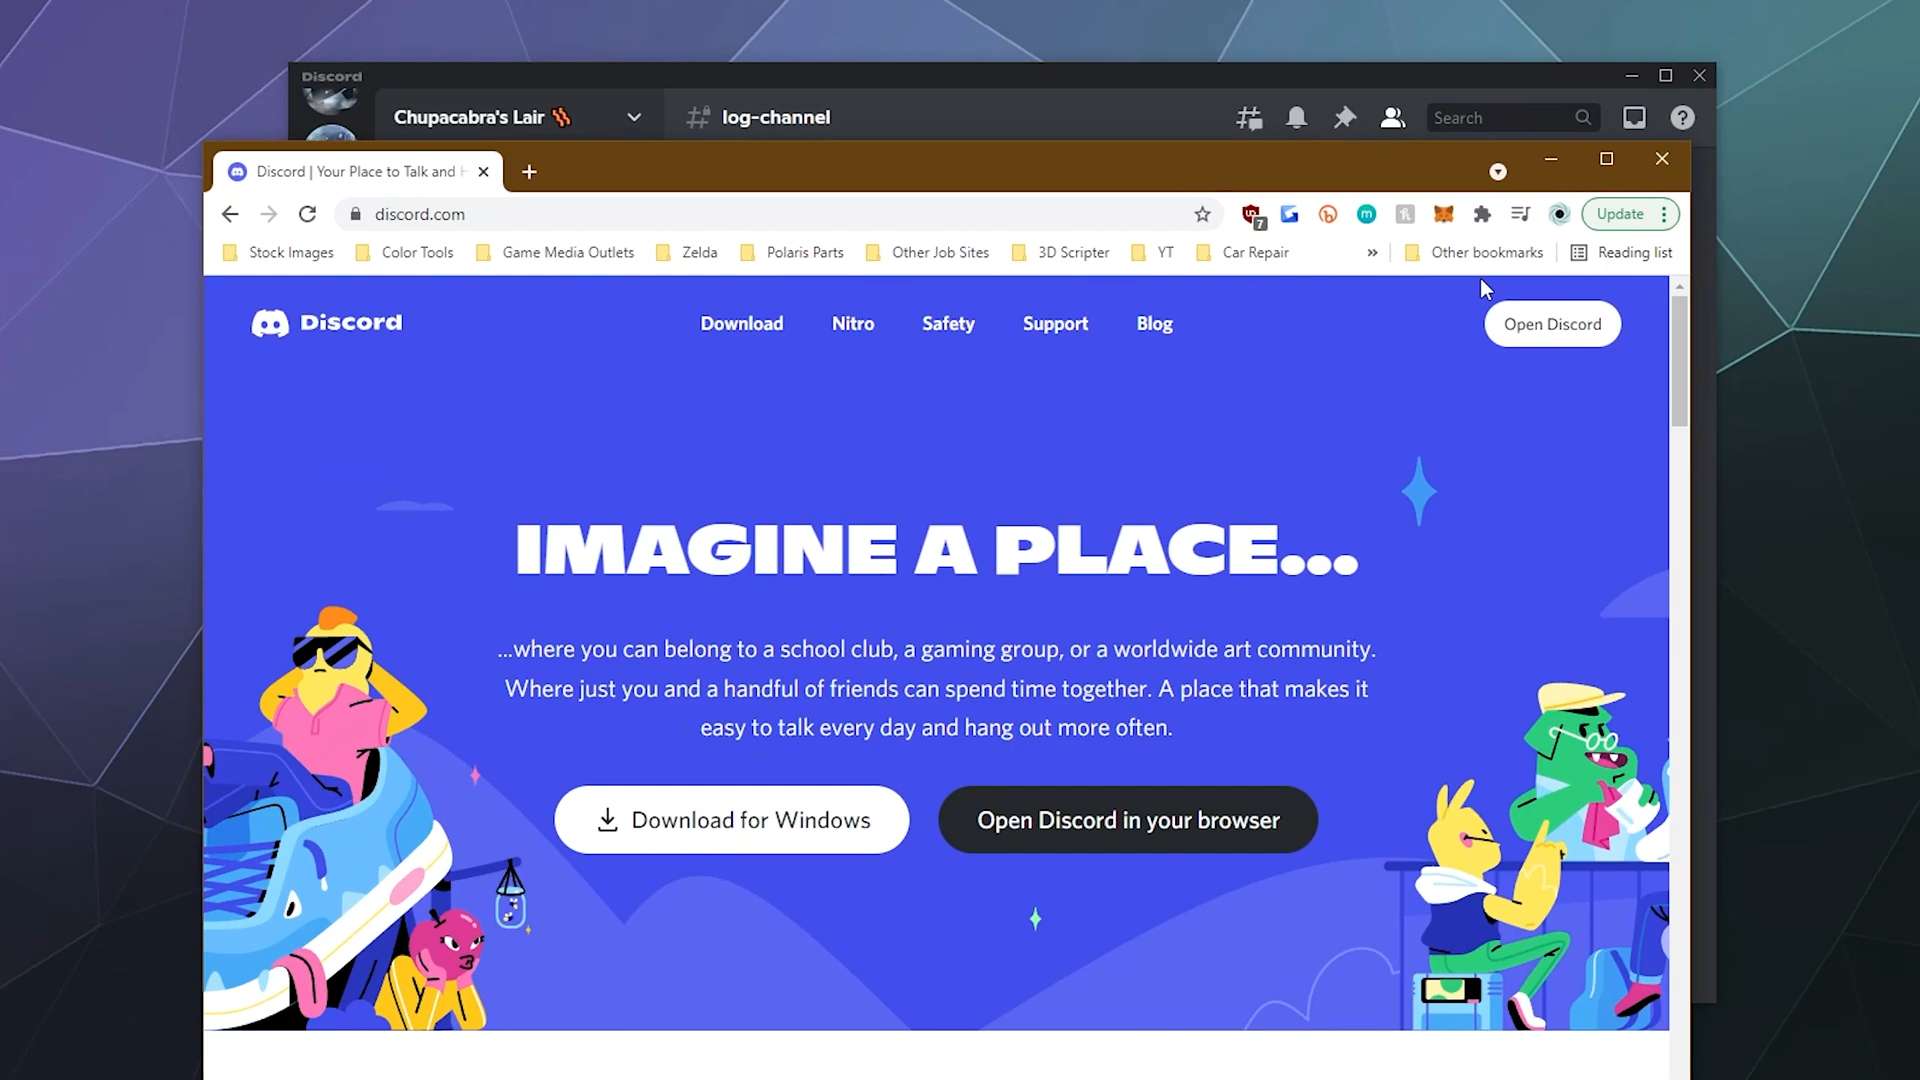 Discord
Chupacabra's Lair
log-channel
Search
Discord | Your Place to Talk and
discord.com
7
Update
Stock Images
Color Tools
Game Media Outlets
Zelda
Polaris Parts
Other Job Sites
3D Scripter
YT
Car Repair
»
Other bookmarks
Reading list
Discord
Download
Nitro
Safety
Support
Blog
Open Discord
IMAGINE A PLACE...
...where you can belong to a school club, a gaming group, or a worldwide art community.
Where just you and a handful of friends can spend time together. A place that makes it
easy to talk every day and hang out more often.
Download for Windows
Open Discord in your browser